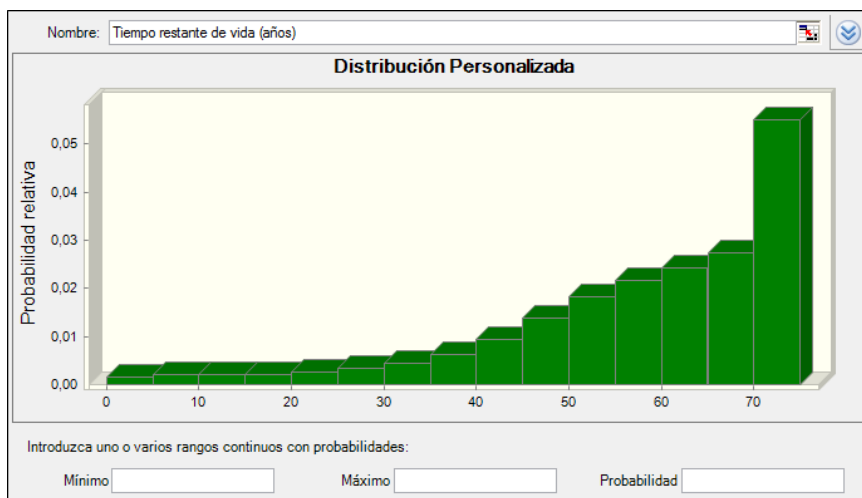 Nombre: Tiempo restante de vida (años)
Distribución Personalizada
Probabilidad relativa
0,05
0,04
0,03
0,02
0,01
0,00
0 10 20 30 40 50 60 70
Introduzca uno o varios rangos continuos con probabilidades:
Mínimo Máximo Probabilidad